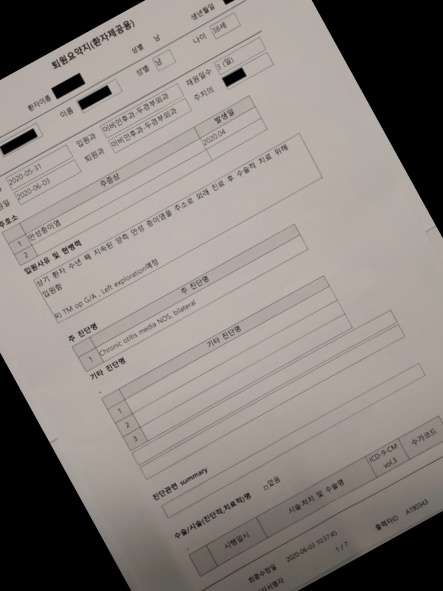 퇴원요약지(환자제공용)
환자이름 성별 남 생년월일
이름 성별 남 나이 38세
입원과 이비인후과-두경부외과 재원일수 3 (일)
2020-05-31 퇴원과 이비인후과-두경부외과 주치의
2020-06-03
주호소
주증상 발생일
1 만성중이염 2020.04
2
입원사유 및 현병력
상기 환자 수년 째 지속된 양측 만성 중이염을 주소로 외래 진료 후 수술적 치료 위해
입원함
R) TM op G/A , Left exploration예정
주 진단명
주 진단명
1 Chronic otitis media NOS, bilateral
기타 진단명
기타 진단명
1
2
3
진단관련 summary
수술/시술(진단적,치료적)명 □없음
시행일시 시술·처치 및 수술명 ICD-9-CM vol.3 수가코드
최종수정일 2020-06-03 10:37:45
1 / 2 출력자ID A190343